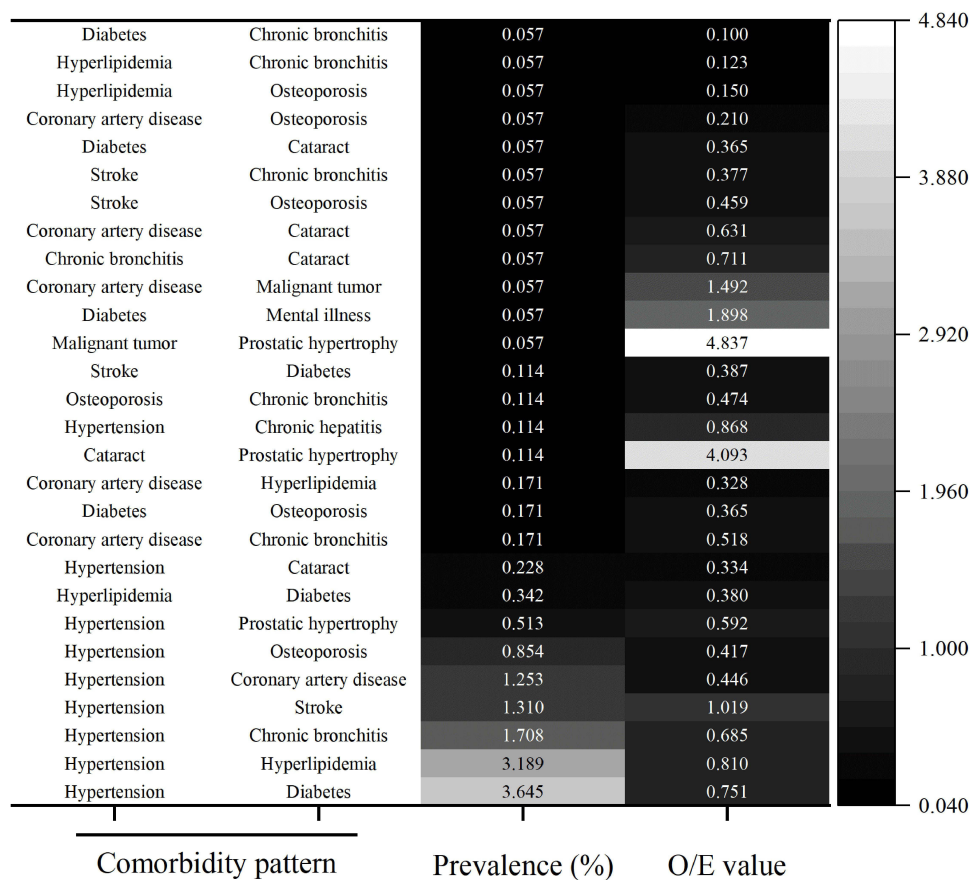 Diabetes Chronic bronchitis 0.057 0.100
Hyperlipidemia Chronic bronchitis 0.057 0.123
Hyperlipidemia Osteoporosis 0.057 0.150
Coronary artery disease Osteoporosis 0.057 0.210
Diabetes Cataract 0.057 0.365
Stroke Chronic bronchitis 0.057 0.377
Stroke Osteoporosis 0.057 0.459
Coronary artery disease Cataract 0.057 0.631
Chronic bronchitis Cataract 0.057 0.711
Coronary artery disease Malignant tumor 0.057 1.492
Diabetes Mental illness 0.057 1.898
Malignant tumor Prostatic hypertrophy 0.057 4.837
Stroke Diabetes 0.114 0.387
Osteoporosis Chronic bronchitis 0.114 0.474
Hypertension Chronic hepatitis 0.114 0.868
Cataract Prostatic hypertrophy 0.114 4.093
Coronary artery disease Hyperlipidemia 0.171 0.328
Diabetes Osteoporosis 0.171 0.365
Coronary artery disease Chronic bronchitis 0.171 0.518
Hypertension Cataract 0.228 0.334
Hyperlipidemia Diabetes 0.342 0.380
Hypertension Prostatic hypertrophy 0.513 0.592
Hypertension Osteoporosis 0.854 0.417
Hypertension Coronary artery disease 1.253 0.446
Hypertension Stroke 1.310 1.019
Hypertension Chronic bronchitis 1.708 0.685
Hypertension Hyperlipidemia 3.189 0.810
Hypertension Diabetes 3.645 0.751
Comorbidity pattern Prevalence (%) O/E value
4.840
3.880
2.920
1.960
1.000
0.040